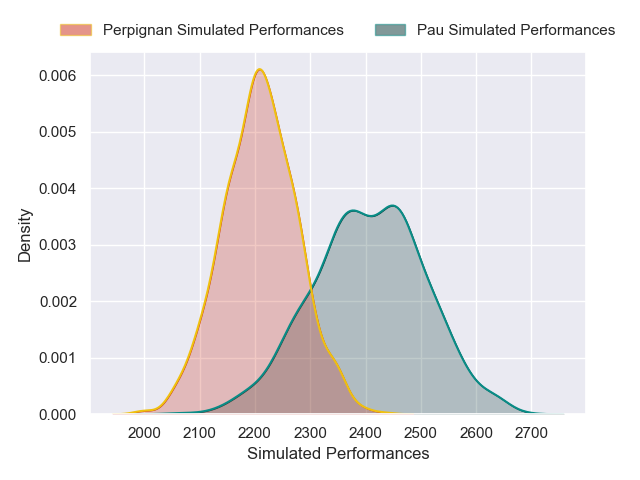 Perpignan Simulated Performances Pau Simulated Performances
0.006
0.005
0.004
0.003
0.002
0.001
0.000
Density
2000 2100 2200 2300 2400 2500 2600 2700
Simulated Performances